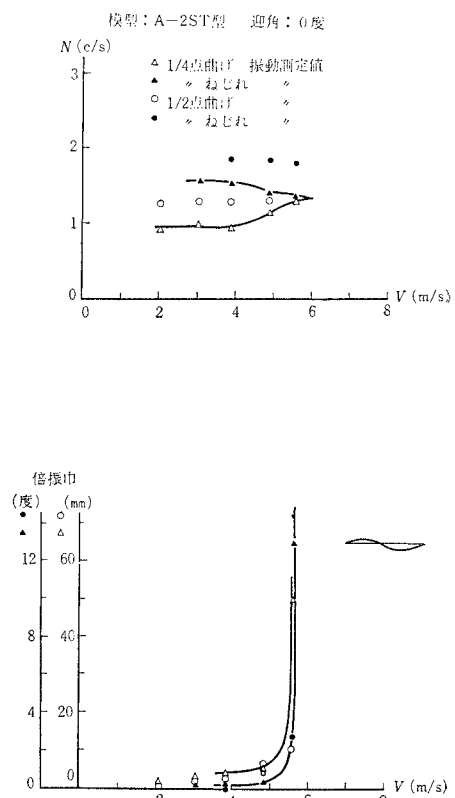 模型：A－2ST型　迎角：0度
N (c/s)
△ 1/4点曲げ 振動測定値
▲ 〃 ねじれ 〃
○ 1/2点曲げ 〃
● 〃 ねじれ 〃
3
2
1
0
0 2 4 6 8
V (m/s)
倍振巾
(度) (mm)
● ○
▲ △
12 60
8 40
4 20
0 0
V (m/s)